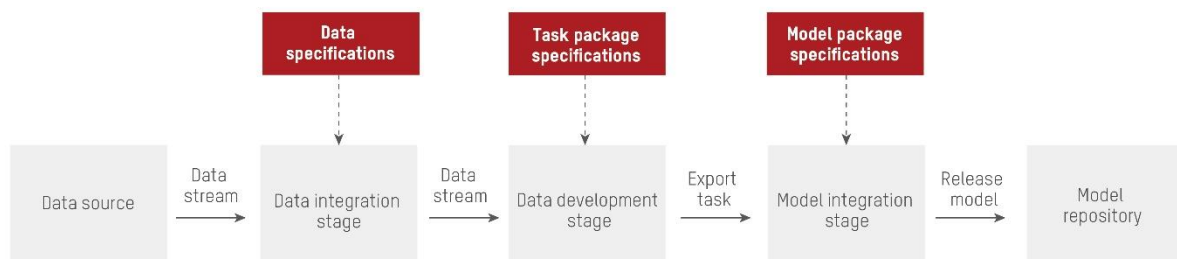 Data
specifications
Task package
specifications
Model package
specifications
Data source
Data
stream
Data integration
stage
Data
stream
Data development
stage
Export
task
Model integration
stage
Release
model
Model
repository